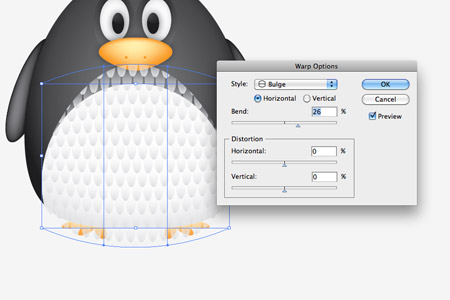 Warp Options
Style: Bulge OK
Horizontal Vertical Cancel
Bend: 26 % Preview
Distortion
Horizontal: 0 %
Vertical: 0 %